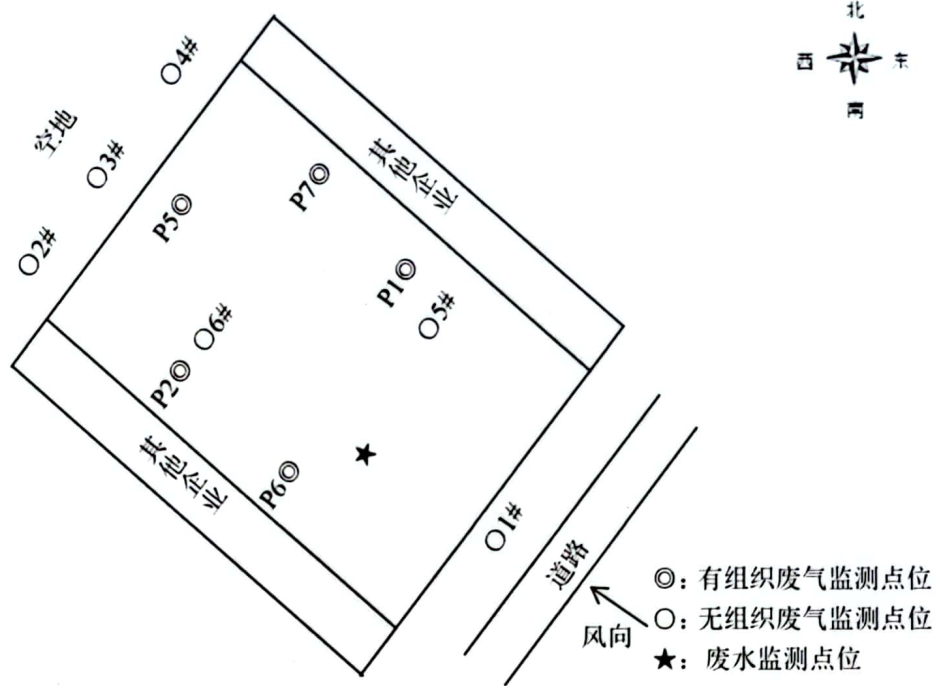 北
西
东
南
4#
空地
3#
2#
P5
P7
其他企业
P1
5#
6#
P2
其他企业
P6
1#
道路
风向
◎：有组织废气监测点位
○：无组织废气监测点位
★：废水监测点位